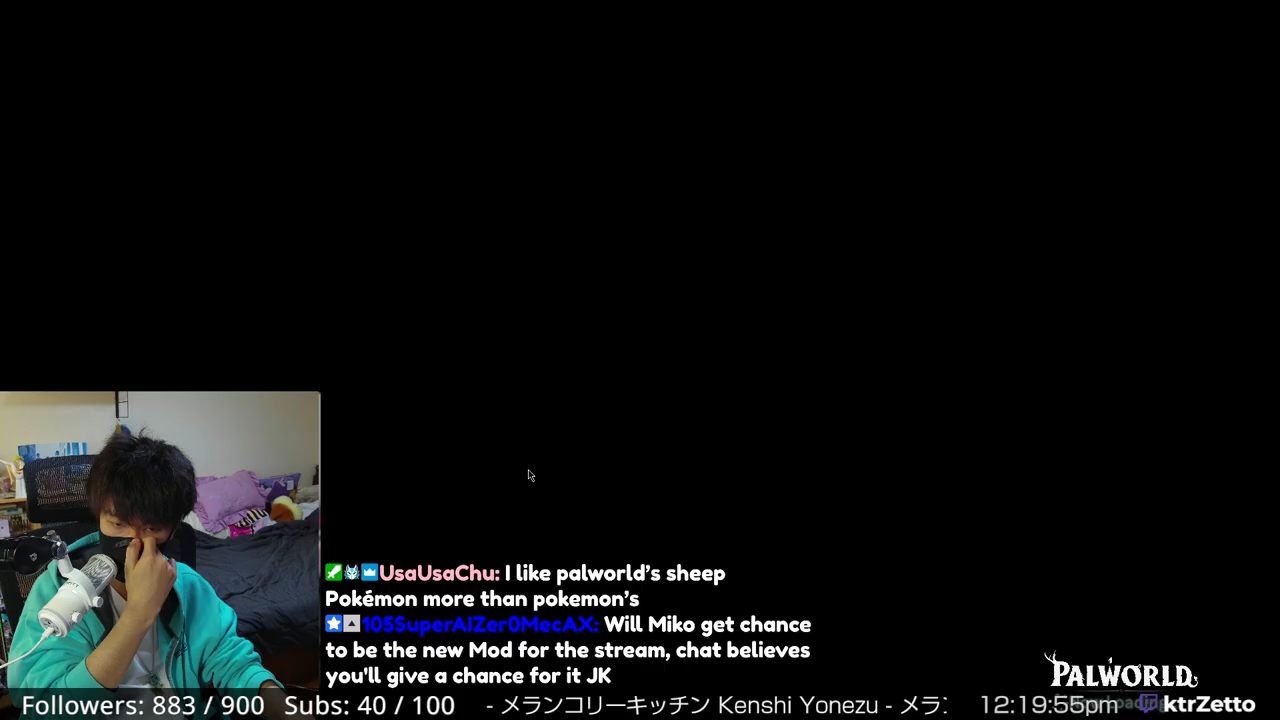 UsaUsaChu: I like palworld’s sheep
Pokémon more than pokemon’s
105SuperAIZer0MecAX: Will Miko get chance
to be the new Mod for the stream, chat believes
you'll give a chance for it JK
PALWORLD
Followers: 883 / 900 Subs: 40 / 100 - メランコリーキッチン Kenshi Yonezu - メラ 12:19:55pm ktrZetto